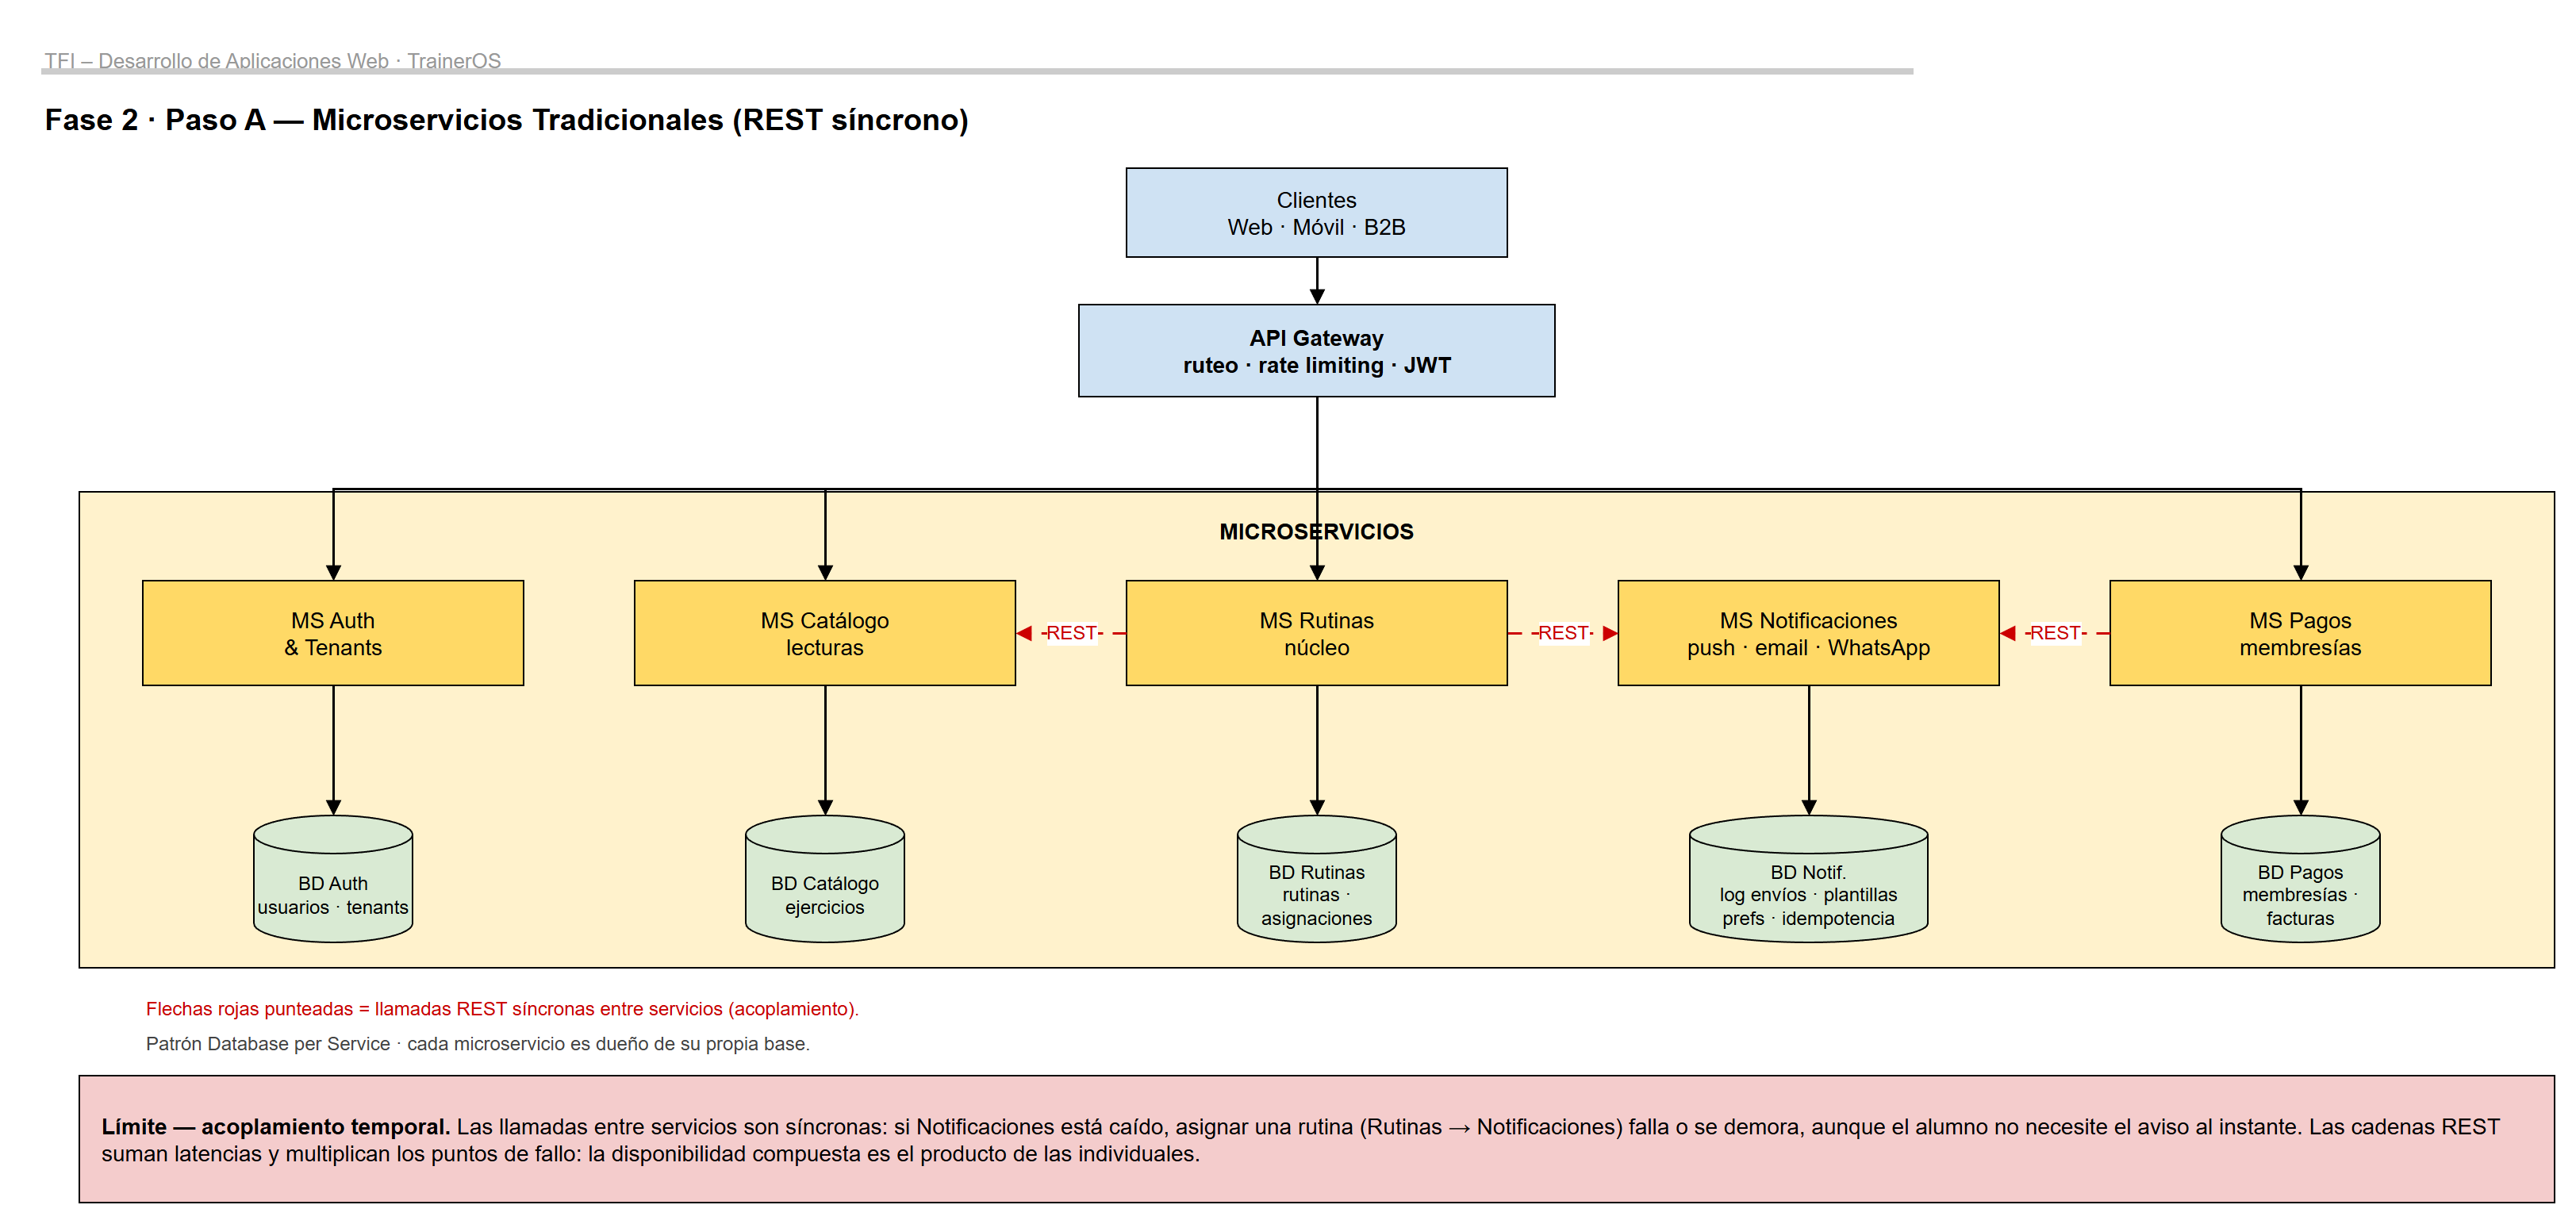 TFI – Desarrollo de Aplicaciones Web · TrainerOS
Fase 2 · Paso A — Microservicios Tradicionales (REST síncrono)
Clientes
Web · Móvil · B2B
API Gateway
ruteo · rate limiting · JWT
MICROSERVICIOS
MS Auth
& Tenants
MS Catálogo
lecturas
REST
MS Rutinas
núcleo
REST
MS Notificaciones
push · email · WhatsApp
REST
MS Pagos
membresías
BD Auth
usuarios · tenants
BD Catálogo
ejercicios
BD Rutinas
rutinas ·
asignaciones
BD Notif.
log envíos · plantillas
prefs · idempotencia
BD Pagos
membresías ·
facturas
Flechas rojas punteadas = llamadas REST síncronas entre servicios (acoplamiento).
Patrón Database per Service · cada microservicio es dueño de su propia base.
Límite — acoplamiento temporal. Las llamadas entre servicios son síncronas: si Notificaciones está caído, asignar una rutina (Rutinas → Notificaciones) falla o se demora, aunque el alumno no necesite el aviso al instante. Las cadenas REST
suman latencias y multiplican los puntos de fallo: la disponibilidad compuesta es el producto de las individuales.